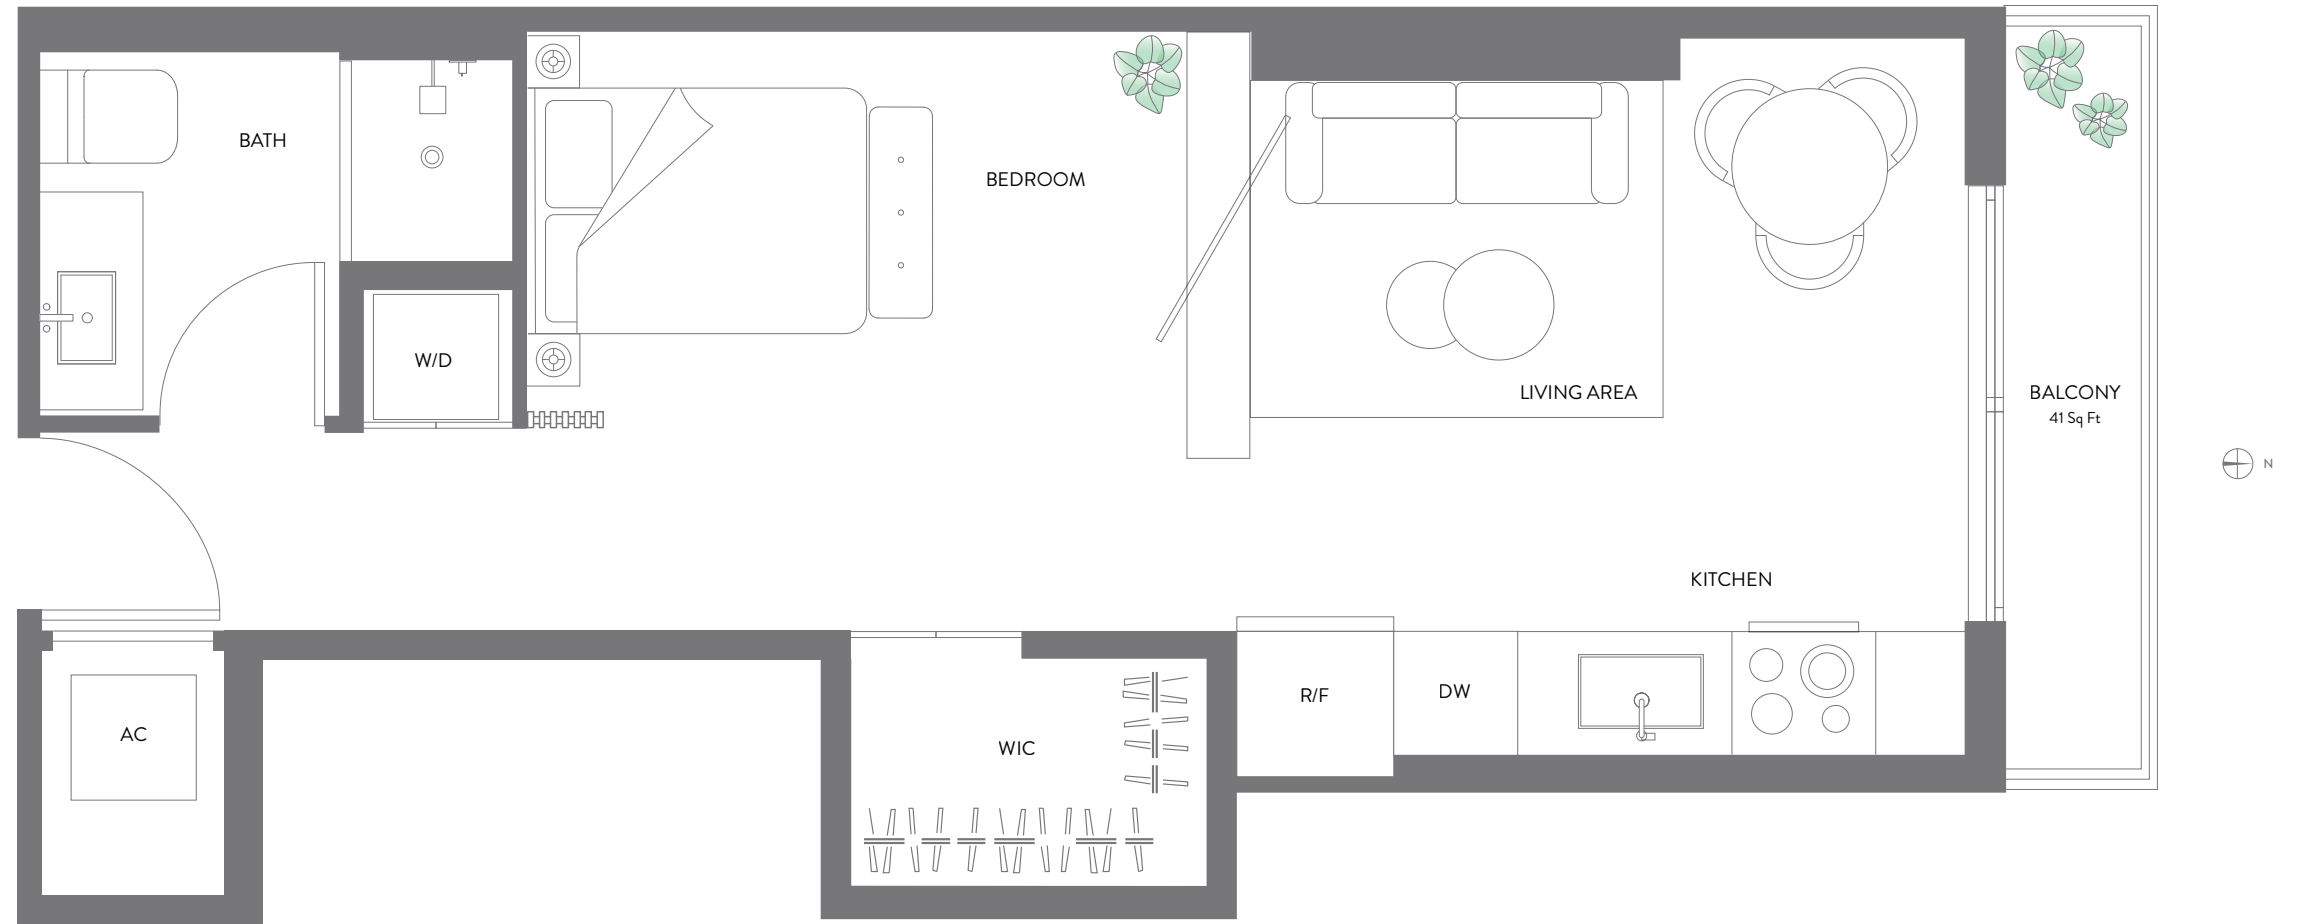 BATH
BEDROOM
W/D
LIVING AREA
BALCONY
41 Sq Ft
N
KITCHEN
R/F
DW
AC
WIC